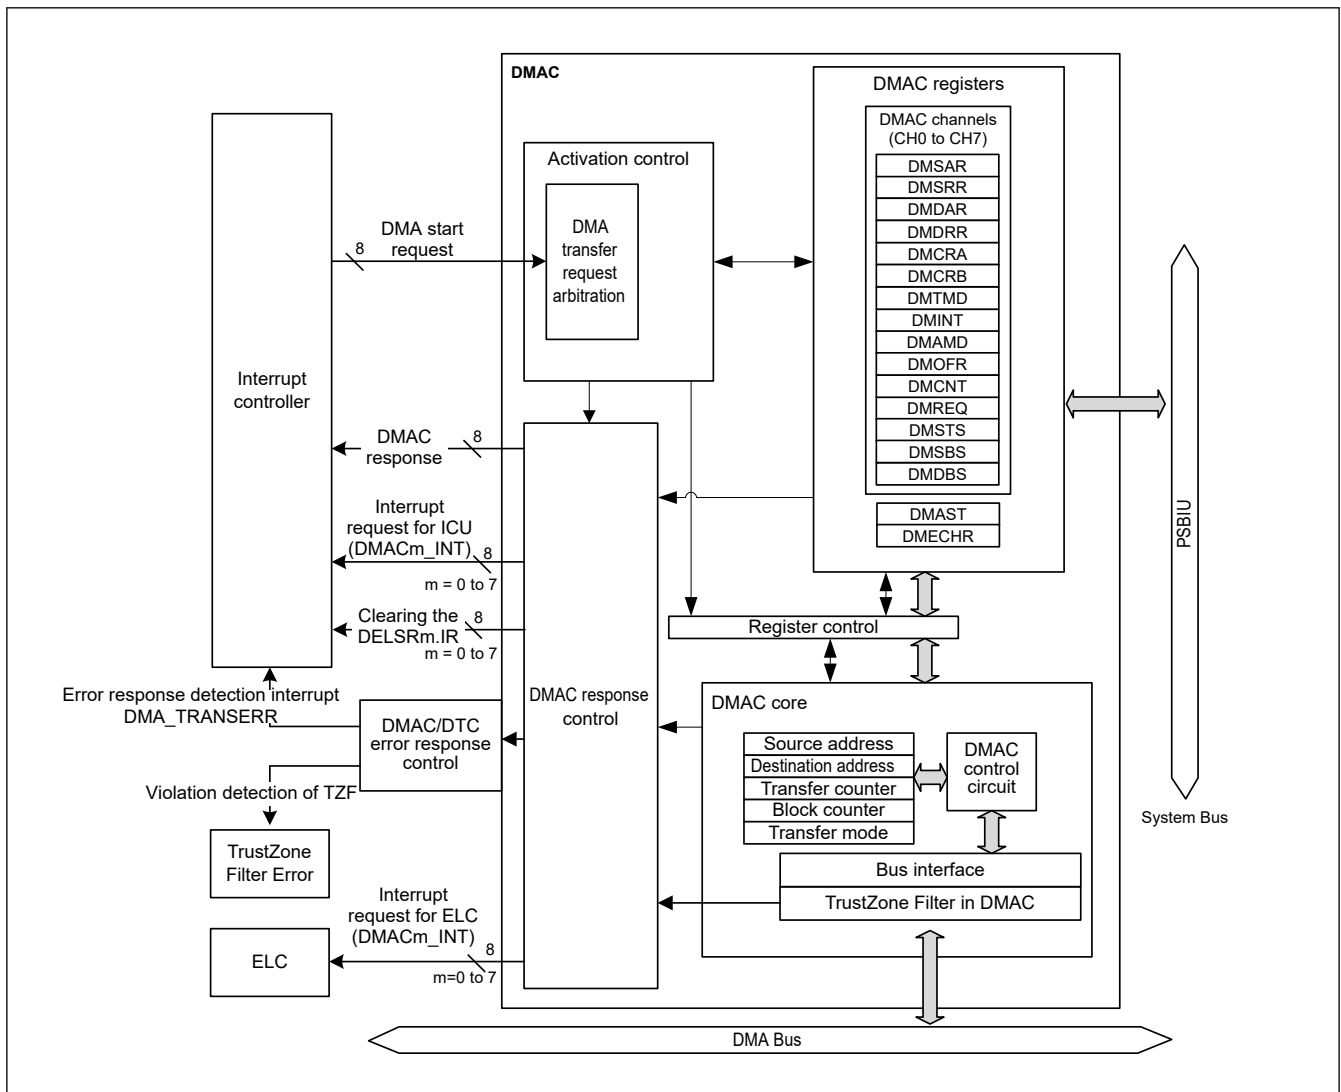 DMAC
DMAC registers
DMAC channels
(CH0 to CH7)
DMSAR
DMSRR
DMDAR
DMDRR
DMCRA
DMCRB
DMTMD
DMINT
DMAMD
DMOFR
DMCNT
DMREQ
DMSTS
DMSBS
DMDBS
DMAST
DMECHR
Activation control
DMA
transfer
request
arbitration
DMA start
request
8
Interrupt
controller
DMAC
response
8
Interrupt
request for ICU
(DMACm_INT)
8
m = 0 to 7
Clearing the
DELSRm.IR
8
m = 0 to 7
Error response detection interrupt
DMA_TRANSERR
DMAC/DTC
error response
control
Violation detection of TZF
TrustZone
Filter Error
Interrupt
request for ELC
(DMACm_INT)
8
m=0 to 7
ELC
DMAC response
control
Register control
DMAC core
Source address
Destination address
Transfer counter
Block counter
Transfer mode
DMAC
control
circuit
Bus interface
TrustZone Filter in DMAC
PSBIU
System Bus
DMA Bus